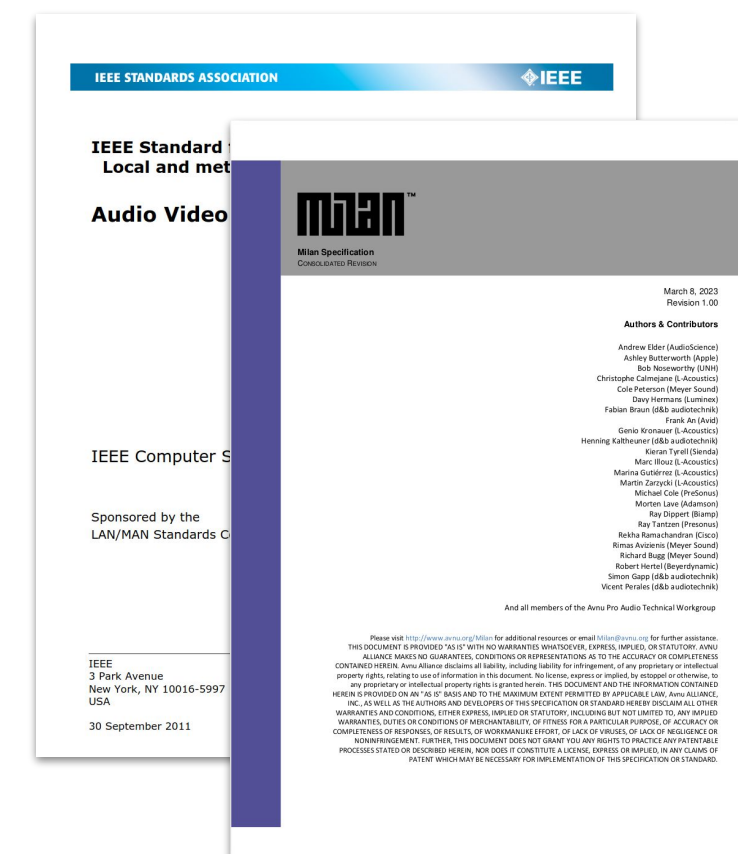 IEEE STANDARDS ASSOCIATION
IEEE
IEEE Standard
Local and met
Audio Video
IEEE Computer S
Sponsored by the
LAN/MAN Standards C
IEEE
3 Park Avenue
New York, NY 10016-5997
USA
30 September 2011
milan™
Milan Specification
CONSOLIDATED REVISION
March 8, 2023
Revision 1.00
Authors & Contributors
Andrew Elder (AudioScience)
Ashley Butterworth (Apple)
Bob Noseworthy (UNH)
Christophe Calmejane (L-Acoustics)
Cole Peterson (Meyer Sound)
Davy Hermans (Luminex)
Fabian Braun (d&b audiotechnik)
Frank An (Avid)
Genio Kronauer (L-Acoustics)
Henning Kaltheuner (d&b audiotechnik)
Kieran Tyrell (Sienda)
Marc Illouz (L-Acoustics)
Marina Gutiérrez (L-Acoustics)
Martin Zarzycki (L-Acoustics)
Michael Cole (PreSonus)
Morten Lave (Adamson)
Ray Dippert (Biamp)
Ray Tantzen (Presonus)
Rekha Ramachandran (Cisco)
Rimas Avizienis (Meyer Sound)
Richard Bugg (Meyer Sound)
Robert Hertel (Beyerdynamic)
Simon Gapp (d&b audiotechnik)
Vicent Perales (d&b audiotechnik)
And all members of the Avnu Pro Audio Technical Workgroup
Please visit http://www.avnu.org/Milan for additional resources or email Milan@avnu.org for further assistance.
THIS DOCUMENT IS PROVIDED "AS IS" WITH NO WARRANTIES WHATSOEVER, EXPRESS, IMPLIED, OR STATUTORY. AVNU
ALLIANCE MAKES NO GUARANTEES, CONDITIONS OR REPRESENTATIONS AS TO THE ACCURACY OR COMPLETENESS
CONTAINED HEREIN. Avnu Alliance disclaims all liability, including liability for infringement, of any proprietary or intellectual
property rights, relating to use of information in this document. No license, express or implied, by estoppel or otherwise, to
any proprietary or intellectual property rights is granted herein. THIS DOCUMENT AND THE INFORMATION CONTAINED
HEREIN IS PROVIDED ON AN "AS IS" BASIS AND TO THE MAXIMUM EXTENT PERMITTED BY APPLICABLE LAW, Avnu ALLIANCE,
INC., AS WELL AS THE AUTHORS AND DEVELOPERS OF THIS SPECIFICATION OR STANDARD HEREBY DISCLAIM ALL OTHER
WARRANTIES AND CONDITIONS, EITHER EXPRESS, IMPLIED OR STATUTORY, INCLUDING BUT NOT LIMITED TO, ANY IMPLIED
WARRANTIES, DUTIES OR CONDITIONS OF MERCHANTABILITY, OF FITNESS FOR A PARTICULAR PURPOSE, OF ACCURACY OR
COMPLETENESS OF RESPONSES, OF RESULTS, OF WORKMANLIKE EFFORT, OF LACK OF VIRUSES, OF LACK OF NEGLIGENCE OR
NONINFRINGEMENT. FURTHER, THIS DOCUMENT DOES NOT GRANT YOU ANY RIGHTS TO PRACTICE ANY PATENTABLE
PROCESSES STATED OR DESCRIBED HEREIN, NOR DOES IT CONSTITUTE A LICENSE, EXPRESS OR IMPLIED, IN ANY CLAIMS OF
PATENT WHICH MAY BE NECESSARY FOR IMPLEMENTATION OF THIS SPECIFICATION OR STANDARD.